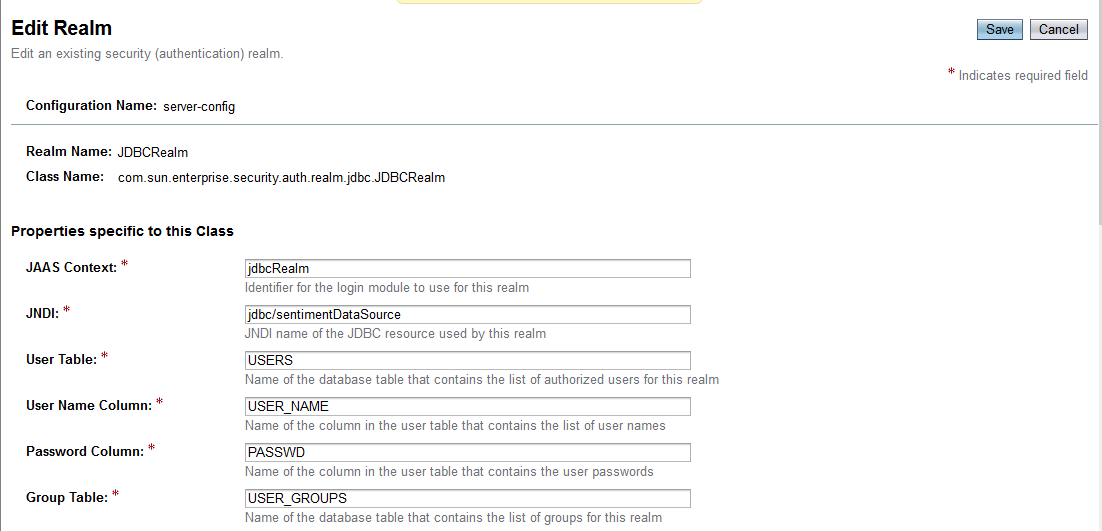 Edit Realm
Save Cancel
Edit an existing security (authentication) realm.
* Indicates required field
Configuration Name: server-config
Realm Name: JDBCRealm
Class Name: com.sun.enterprise.security.auth.realm.jdbc.JDBCRealm
Properties specific to this Class
JAAS Context: * jdbcRealm
Identifier for the login module to use for this realm
JNDI: * jdbc/sentimentDataSource
JNDI name of the JDBC resource used by this realm
User Table: * USERS
Name of the database table that contains the list of authorized users for this realm
User Name Column: * USER_NAME
Name of the column in the user table that contains the list of user names
Password Column: * PASSWD
Name of the column in the user table that contains the user passwords
Group Table: * USER_GROUPS
Name of the database table that contains the list of groups for this realm